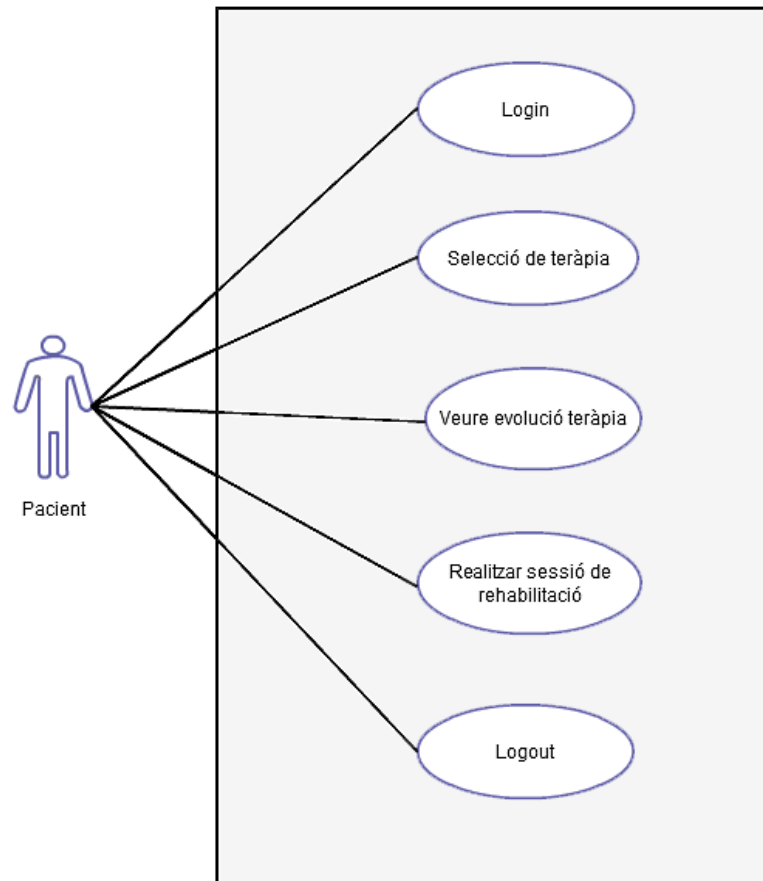 Login
Selecció de teràpia
Veure evolució teràpia
Pacient
Realitzar sessió de
rehabilitació
Logout